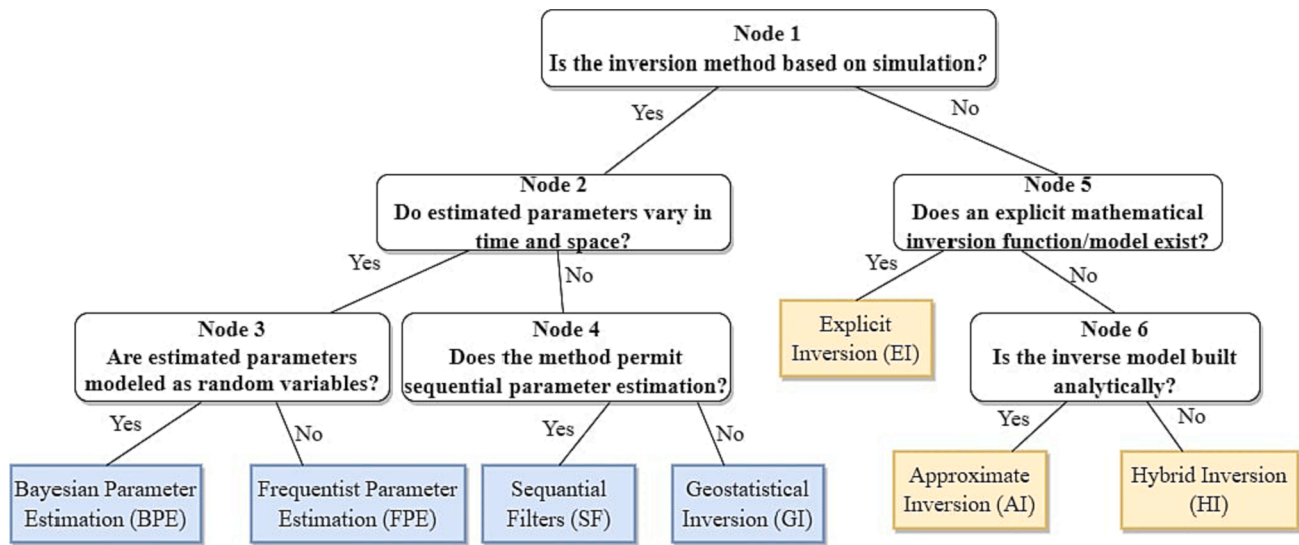 Node 1
Is the inversion method based on simulation?
Yes
No
Node 2
Do estimated parameters vary in
time and space?
Node 5
Does an explicit mathematical
inversion function/model exist?
Yes
No
Yes
No
Node 3
Are estimated parameters
modeled as random variables?
Node 4
Does the method permit
sequential parameter estimation?
Explicit
Inversion (EI)
Node 6
Is the inverse model built
analytically?
Yes
No
Yes
No
Yes
No
Bayesian Parameter
Estimation (BPE)
Frequentist Parameter
Estimation (FPE)
Sequantial
Filters (SF)
Geostatistical
Inversion (GI)
Approximate
Inversion (AI)
Hybrid Inversion
(HI)